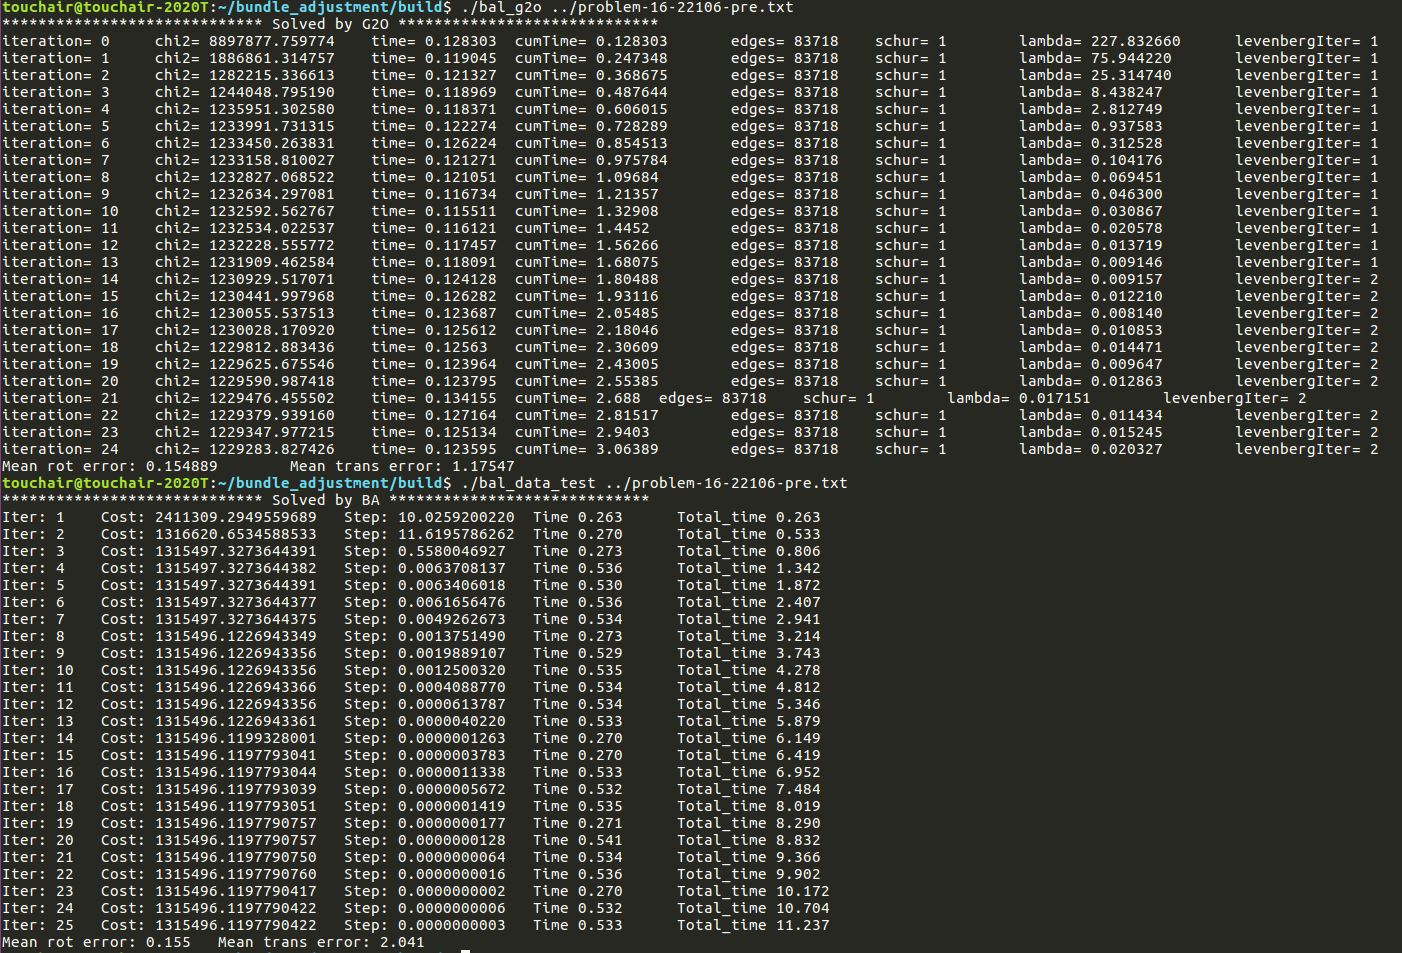 touchair@touchair-2020T:~/bundle_adjustment/build$ ./bal_g2o ../problem-16-22106-pre.txt
***************************** Solved by G2O *****************************
iteration= 0 chi2= 8897877.759774 time= 0.128303 cumTime= 0.128303 edges= 83718 schur= 1 lambda= 227.832660 levenbergIter= 1
iteration= 1 chi2= 1886861.314757 time= 0.119045 cumTime= 0.247348 edges= 83718 schur= 1 lambda= 75.944220 levenbergIter= 1
iteration= 2 chi2= 1282215.336613 time= 0.121327 cumTime= 0.368675 edges= 83718 schur= 1 lambda= 25.314740 levenbergIter= 1
iteration= 3 chi2= 1244048.795190 time= 0.118969 cumTime= 0.487644 edges= 83718 schur= 1 lambda= 8.438247 levenbergIter= 1
iteration= 4 chi2= 1235951.302580 time= 0.118371 cumTime= 0.606015 edges= 83718 schur= 1 lambda= 2.812749 levenbergIter= 1
iteration= 5 chi2= 1233991.731315 time= 0.122274 cumTime= 0.728289 edges= 83718 schur= 1 lambda= 0.937583 levenbergIter= 1
iteration= 6 chi2= 1233450.263831 time= 0.126224 cumTime= 0.854513 edges= 83718 schur= 1 lambda= 0.312528 levenbergIter= 1
iteration= 7 chi2= 1233158.810027 time= 0.121271 cumTime= 0.975784 edges= 83718 schur= 1 lambda= 0.104176 levenbergIter= 1
iteration= 8 chi2= 1232827.068522 time= 0.121051 cumTime= 1.09684 edges= 83718 schur= 1 lambda= 0.069451 levenbergIter= 1
iteration= 9 chi2= 1232634.297081 time= 0.116734 cumTime= 1.21357 edges= 83718 schur= 1 lambda= 0.046300 levenbergIter= 1
iteration= 10 chi2= 1232592.562767 time= 0.115511 cumTime= 1.32908 edges= 83718 schur= 1 lambda= 0.030867 levenbergIter= 1
iteration= 11 chi2= 1232534.022537 time= 0.116121 cumTime= 1.4452 edges= 83718 schur= 1 lambda= 0.020578 levenbergIter= 1
iteration= 12 chi2= 1232228.555772 time= 0.117457 cumTime= 1.56266 edges= 83718 schur= 1 lambda= 0.013719 levenbergIter= 1
iteration= 13 chi2= 1231909.462584 time= 0.118091 cumTime= 1.68075 edges= 83718 schur= 1 lambda= 0.009146 levenbergIter= 1
iteration= 14 chi2= 1230929.517071 time= 0.124128 cumTime= 1.80488 edges= 83718 schur= 1 lambda= 0.009157 levenbergIter= 2
iteration= 15 chi2= 1230441.997968 time= 0.126282 cumTime= 1.93116 edges= 83718 schur= 1 lambda= 0.012210 levenbergIter= 2
iteration= 16 chi2= 1230055.537513 time= 0.123687 cumTime= 2.05485 edges= 83718 schur= 1 lambda= 0.008140 levenbergIter= 2
iteration= 17 chi2= 1230028.170920 time= 0.125612 cumTime= 2.18046 edges= 83718 schur= 1 lambda= 0.010853 levenbergIter= 2
iteration= 18 chi2= 1229812.883436 time= 0.12563 cumTime= 2.30609 edges= 83718 schur= 1 lambda= 0.014471 levenbergIter= 2
iteration= 19 chi2= 1229625.675546 time= 0.123964 cumTime= 2.43005 edges= 83718 schur= 1 lambda= 0.009647 levenbergIter= 2
iteration= 20 chi2= 1229590.987418 time= 0.123795 cumTime= 2.55385 edges= 83718 schur= 1 lambda= 0.012863 levenbergIter= 2
iteration= 21 chi2= 1229476.455502 time= 0.134155 cumTime= 2.688 edges= 83718 schur= 1 lambda= 0.017151 levenbergIter= 2
iteration= 22 chi2= 1229379.939160 time= 0.127164 cumTime= 2.81517 edges= 83718 schur= 1 lambda= 0.011434 levenbergIter= 2
iteration= 23 chi2= 1229347.977215 time= 0.125134 cumTime= 2.9403 edges= 83718 schur= 1 lambda= 0.015245 levenbergIter= 2
iteration= 24 chi2= 1229283.827426 time= 0.123595 cumTime= 3.06389 edges= 83718 schur= 1 lambda= 0.020327 levenbergIter= 2
Mean rot error: 0.154889 Mean trans error: 1.17547
touchair@touchair-2020T:~/bundle_adjustment/build$ ./bal_data_test ../problem-16-22106-pre.txt
***************************** Solved by BA *****************************
Iter: 1 Cost: 2411309.2949559689 Step: 10.0259200220 Time 0.263 Total_time 0.263
Iter: 2 Cost: 1316620.6534588533 Step: 11.6195786262 Time 0.270 Total_time 0.533
Iter: 3 Cost: 1315497.3273644391 Step: 0.5580046927 Time 0.273 Total_time 0.806
Iter: 4 Cost: 1315497.3273644382 Step: 0.0063708137 Time 0.536 Total_time 1.342
Iter: 5 Cost: 1315497.3273644391 Step: 0.0063406018 Time 0.530 Total_time 1.872
Iter: 6 Cost: 1315497.3273644377 Step: 0.0061656476 Time 0.536 Total_time 2.407
Iter: 7 Cost: 1315497.3273644375 Step: 0.0049262673 Time 0.534 Total_time 2.941
Iter: 8 Cost: 1315496.1226943349 Step: 0.0013751490 Time 0.273 Total_time 3.214
Iter: 9 Cost: 1315496.1226943356 Step: 0.0019889107 Time 0.529 Total_time 3.743
Iter: 10 Cost: 1315496.1226943356 Step: 0.0012500320 Time 0.535 Total_time 4.278
Iter: 11 Cost: 1315496.1226943366 Step: 0.0004088770 Time 0.534 Total_time 4.812
Iter: 12 Cost: 1315496.1226943356 Step: 0.0000613787 Time 0.534 Total_time 5.346
Iter: 13 Cost: 1315496.1226943361 Step: 0.0000040220 Time 0.533 Total_time 5.879
Iter: 14 Cost: 1315496.1199328001 Step: 0.0000001263 Time 0.270 Total_time 6.149
Iter: 15 Cost: 1315496.1197793041 Step: 0.0000003783 Time 0.270 Total_time 6.419
Iter: 16 Cost: 1315496.1197793044 Step: 0.0000011338 Time 0.533 Total_time 6.952
Iter: 17 Cost: 1315496.1197793039 Step: 0.0000005672 Time 0.532 Total_time 7.484
Iter: 18 Cost: 1315496.1197793051 Step: 0.0000001419 Time 0.535 Total_time 8.019
Iter: 19 Cost: 1315496.1197790757 Step: 0.0000000177 Time 0.271 Total_time 8.290
Iter: 20 Cost: 1315496.1197790757 Step: 0.0000000128 Time 0.541 Total_time 8.832
Iter: 21 Cost: 1315496.1197790750 Step: 0.0000000064 Time 0.534 Total_time 9.366
Iter: 22 Cost: 1315496.1197790760 Step: 0.0000000016 Time 0.536 Total_time 9.902
Iter: 23 Cost: 1315496.1197790417 Step: 0.0000000002 Time 0.270 Total_time 10.172
Iter: 24 Cost: 1315496.1197790422 Step: 0.0000000006 Time 0.532 Total_time 10.704
Iter: 25 Cost: 1315496.1197790422 Step: 0.0000000003 Time 0.533 Total_time 11.237
Mean rot error: 0.155 Mean trans error: 2.041